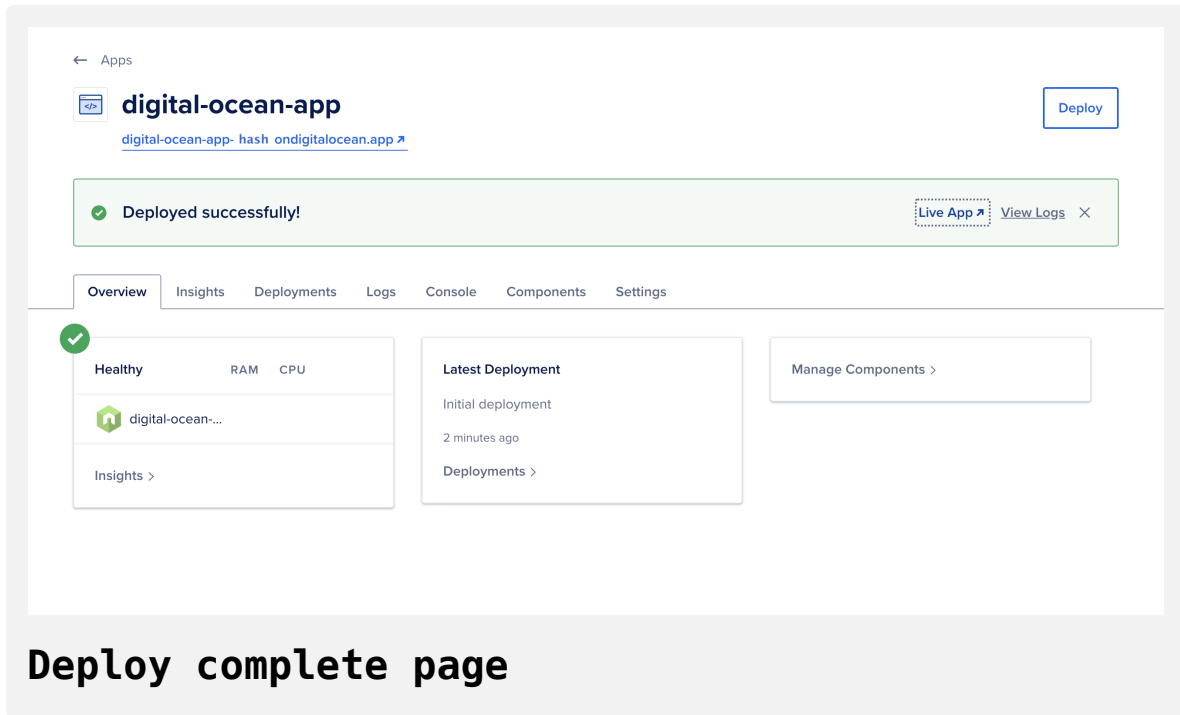 ← Apps
digital-ocean-app
Deploy
digital-ocean-app- hash ondigitalocean.app
Deployed successfully!
Live App View Logs
Overview Insights Deployments Logs Console Components Settings
Healthy RAM CPU
digital-ocean-...
Insights >
Latest Deployment
Initial deployment
2 minutes ago
Deployments >
Manage Components >
Deploy complete page